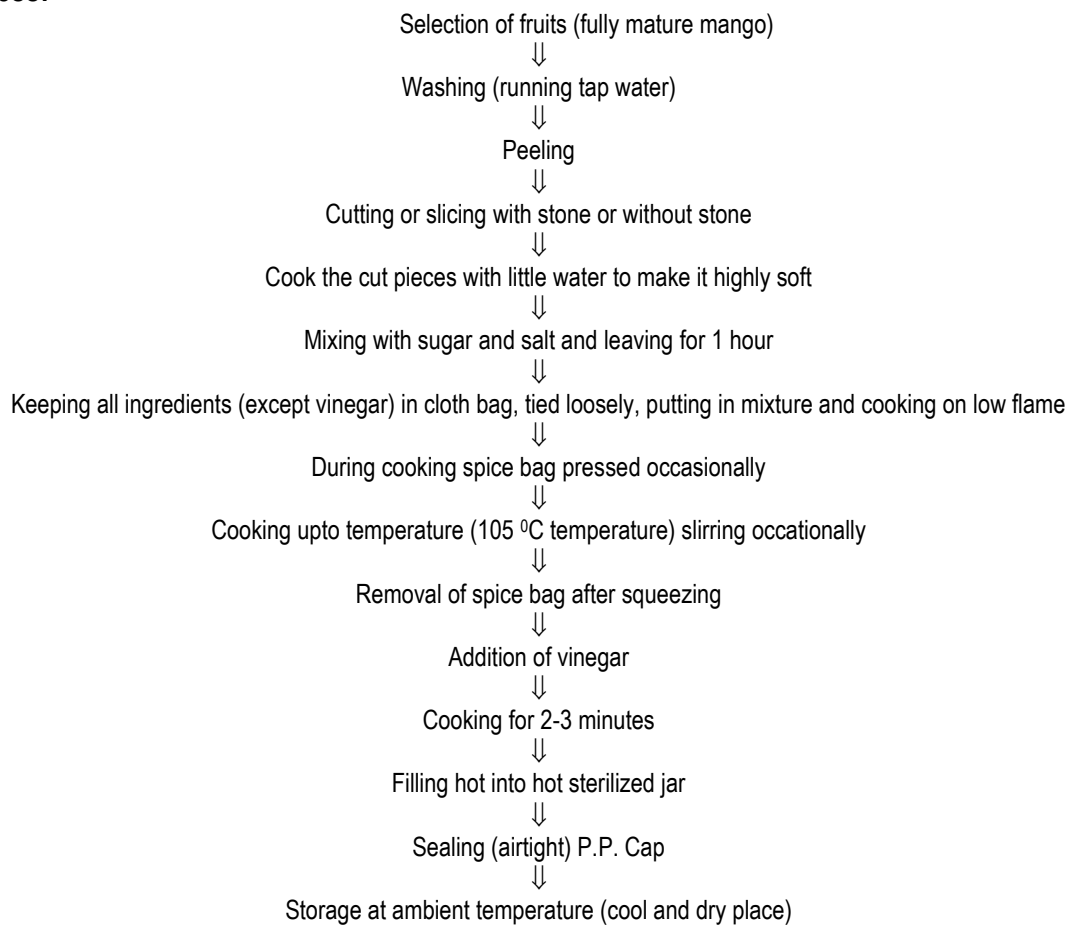 Selection of fruits (fully mature mango)
⇓
Washing (running tap water)
⇓
Peeling
⇓
Cutting or slicing with stone or without stone
⇓
Cook the cut pieces with little water to make it highly soft
⇓
Mixing with sugar and salt and leaving for 1 hour
⇓
Keeping all ingredients (except vinegar) in cloth bag, tied loosely, putting in mixture and cooking on low flame
⇓
During cooking spice bag pressed occasionally
⇓
Cooking upto temperature (105 ⁰C temperature) slirring occationally
⇓
Removal of spice bag after squeezing
⇓
Addition of vinegar
⇓
Cooking for 2-3 minutes
⇓
Filling hot into hot sterilized jar
⇓
Sealing (airtight) P.P. Cap
⇓
Storage at ambient temperature (cool and dry place)